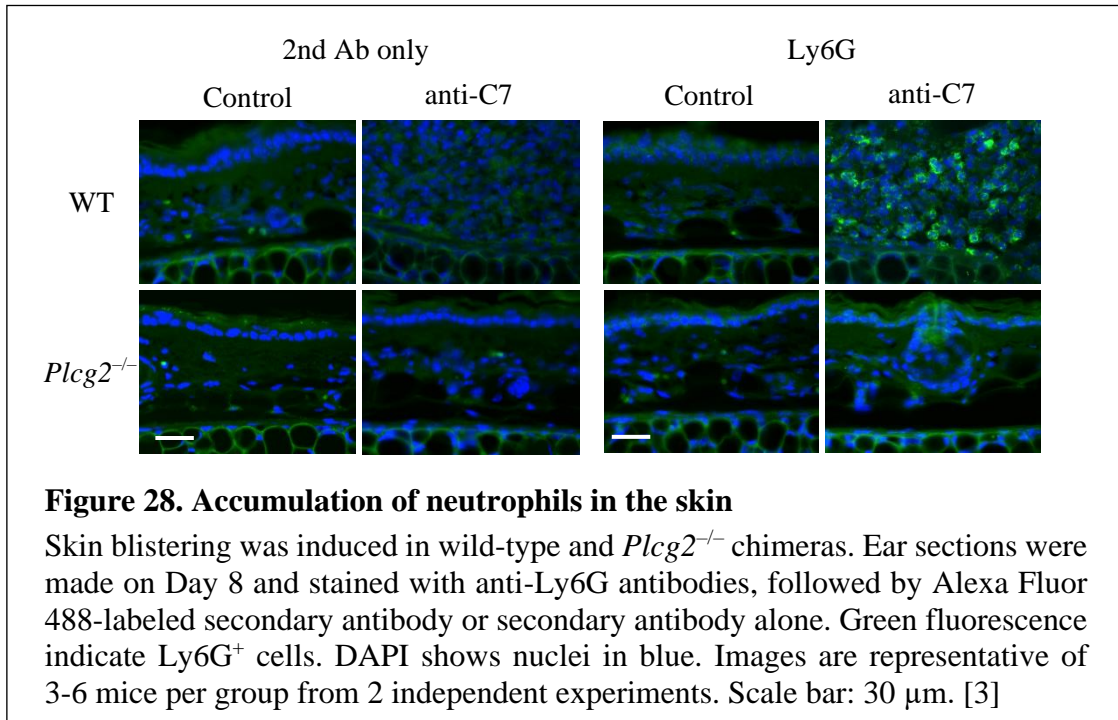 2nd Ab only Ly6G
Control anti-C7 Control anti-C7
WT
Plcg2–/–
Figure 28. Accumulation of neutrophils in the skin
Skin blistering was induced in wild-type and Plcg2–/– chimeras. Ear sections were
made on Day 8 and stained with anti-Ly6G antibodies, followed by Alexa Fluor
488-labeled secondary antibody or secondary antibody alone. Green fluorescence
indicate Ly6G+ cells. DAPI shows nuclei in blue. Images are representative of
3-6 mice per group from 2 independent experiments. Scale bar: 30 µm. [3]